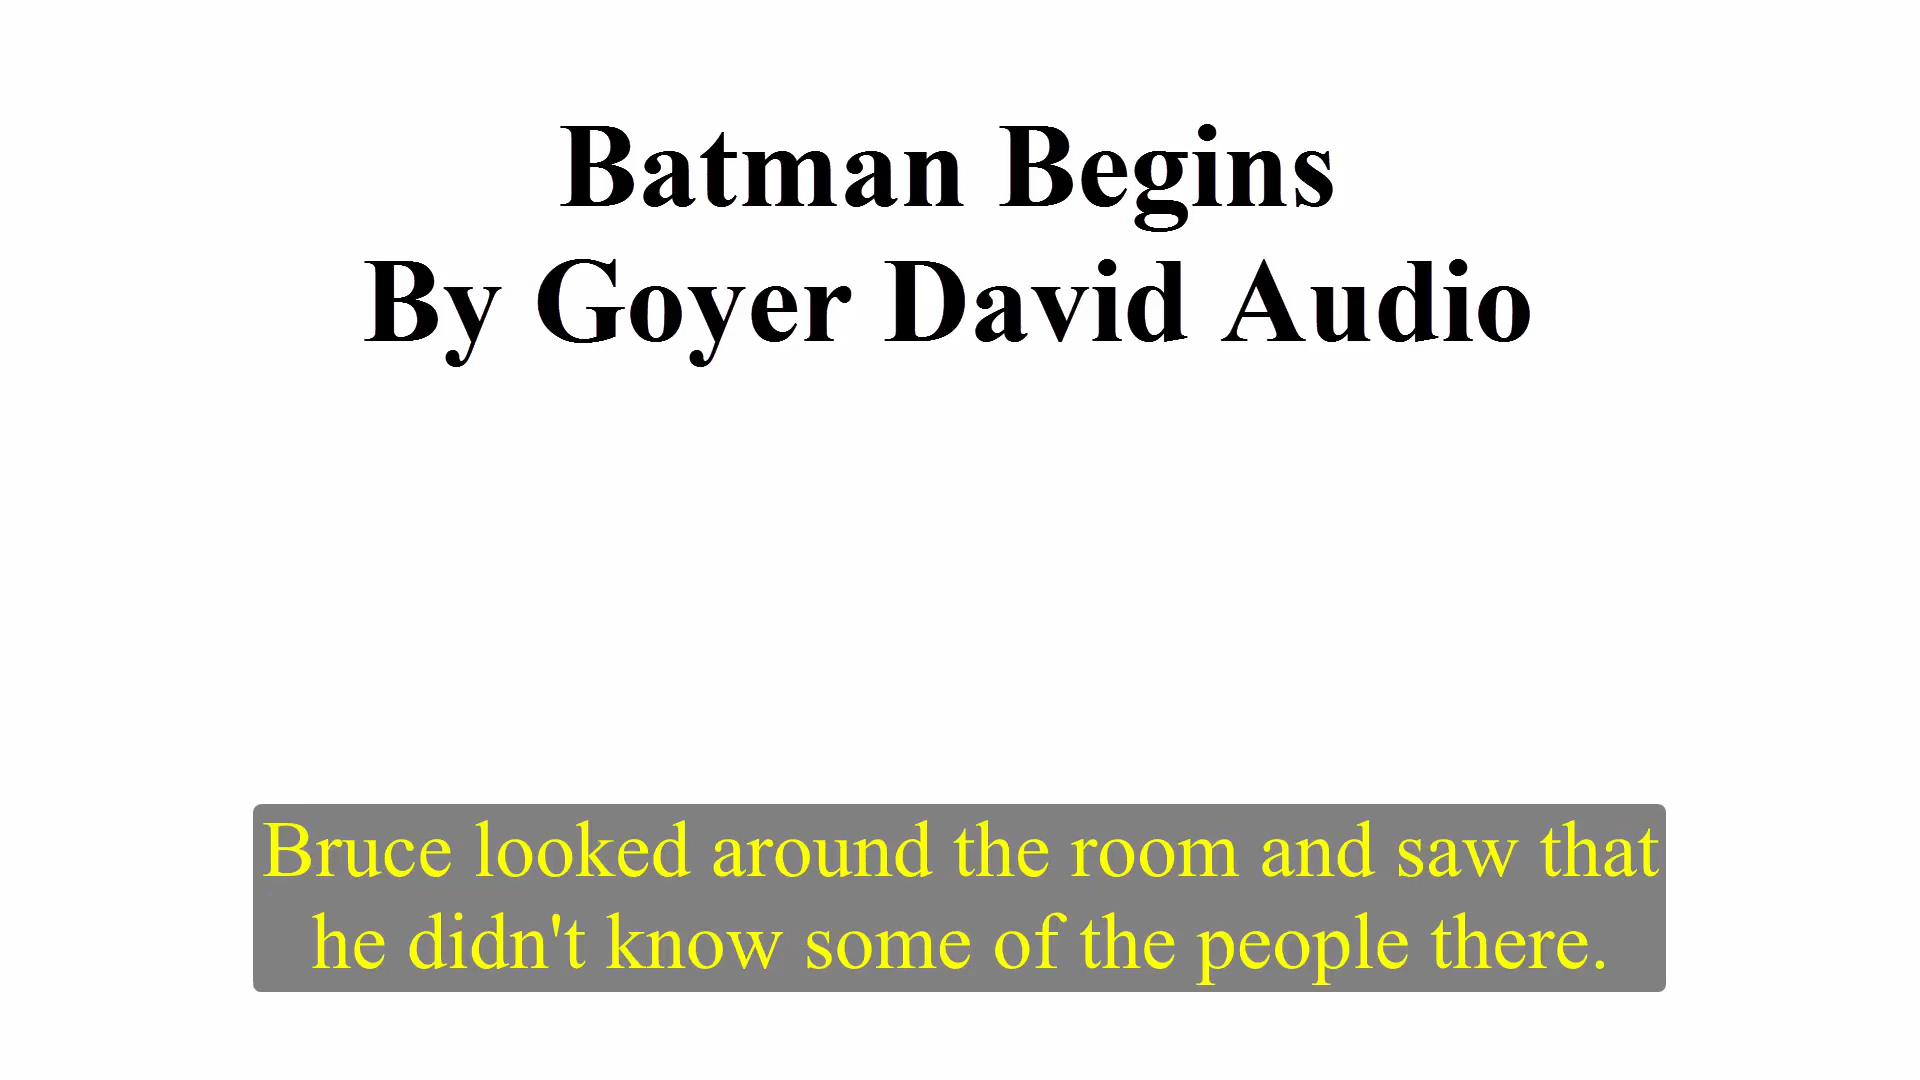 Batman Begins
By Goyer David Audio
Bruce looked around the room and saw that
he didn't know some of the people there.